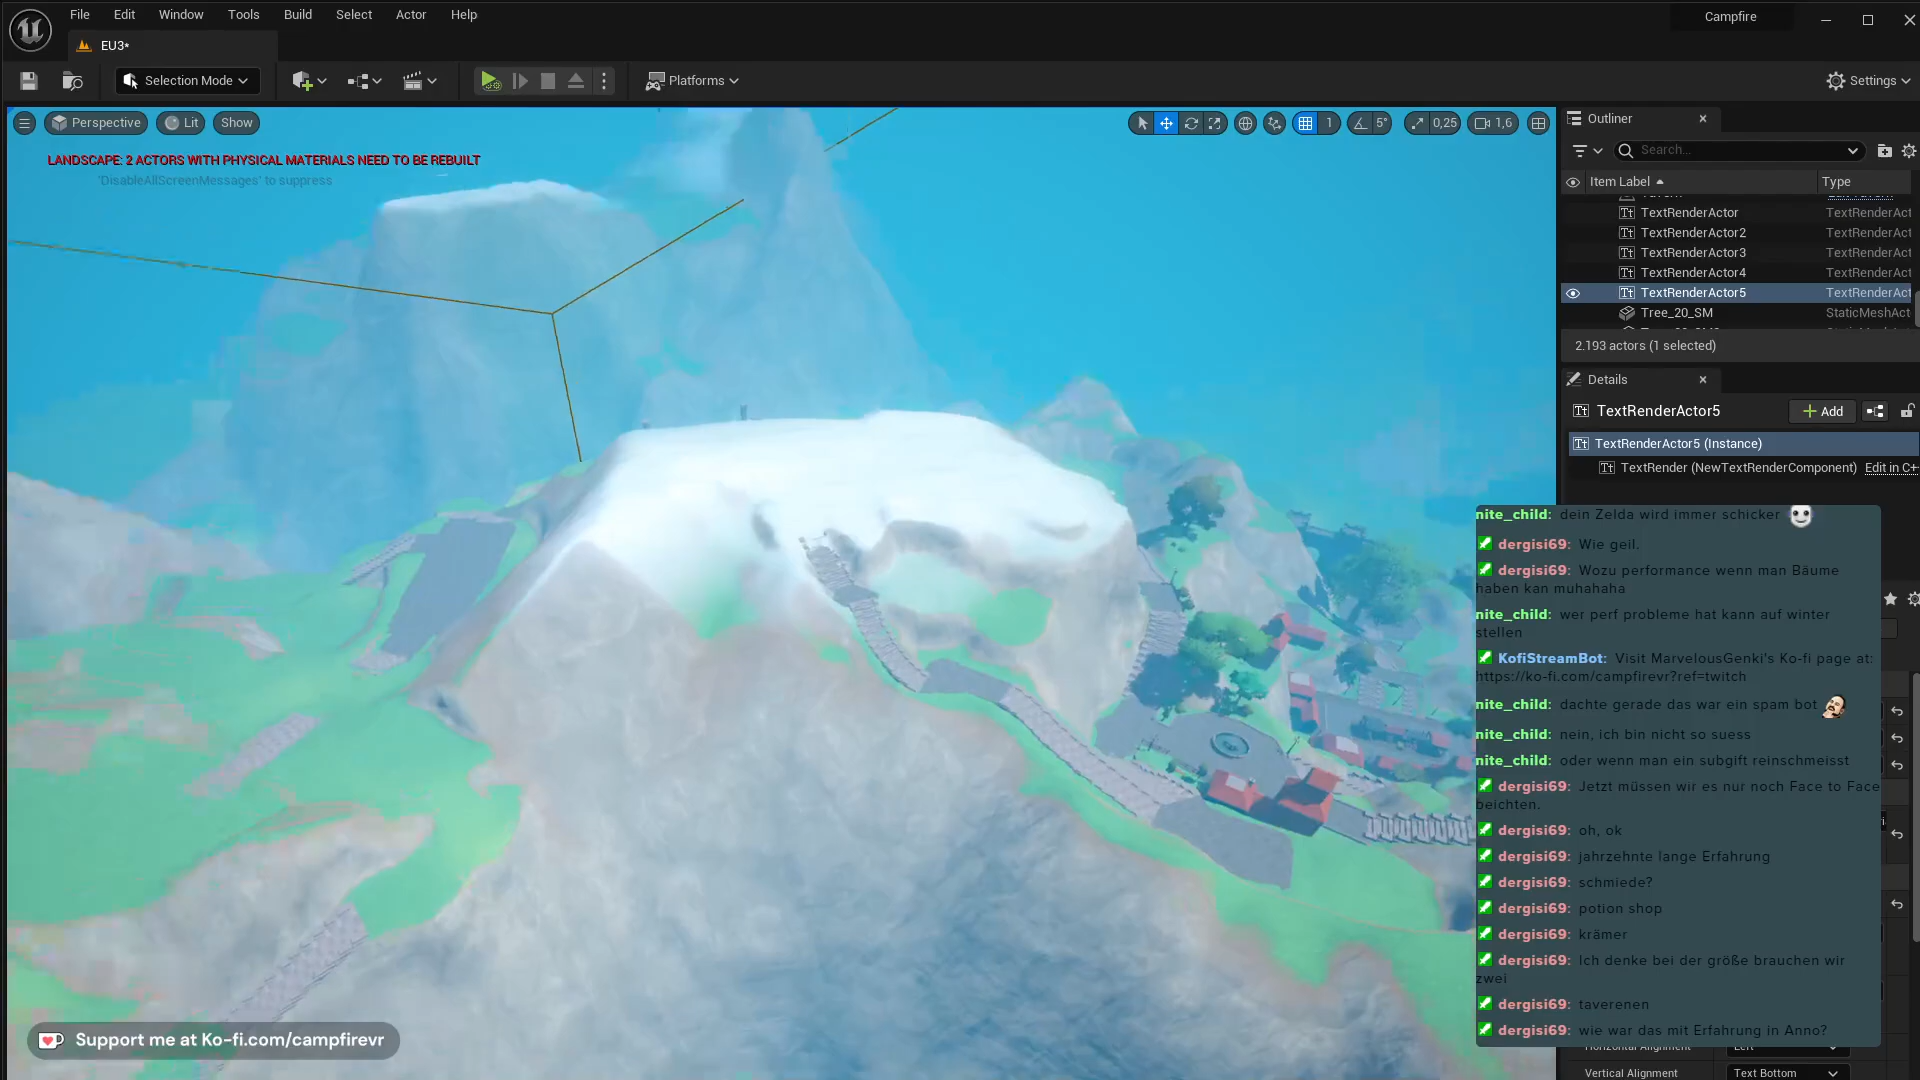 File Edit Window Tools Build Select Actor Help
Campfire
EU3*
Selection Mode
Platforms
Settings
Perspective Lit Show
1 5° 0,25 1,6
LANDSCAPE: 2 ACTORS WITH PHYSICAL MATERIALS NEED TO BE REBUILT
'DisableAllScreenMessages' to suppress
Outliner
Search...
Item Label Type
TextRenderActor TextRenderAct
TextRenderActor2 TextRenderAct
TextRenderActor3 TextRenderAct
TextRenderActor4 TextRenderAct
TextRenderActor5 TextRenderAct
Tree_20_SM StaticMeshAct
2.193 actors (1 selected)
Details
TextRenderActor5 Add
TextRenderActor5 (Instance)
TextRender (NewTextRenderComponent) Edit in C+
nite_child: dein Zelda wird immer schicker
dergisi69: Wie geil.
dergisi69: Wozu performance wenn man Bäume
haben kan muhahaha
nite_child: wer perf probleme hat kann auf winter
stellen
KofiStreamBot: Visit MarvelousGenki's Ko-fi page at:
https://ko-fi.com/campfirevr?ref=twitch
nite_child: dachte gerade das war ein spam bot
nite_child: nein, ich bin nicht so suess
nite_child: oder wenn man ein subgift reinschmeisst
dergisi69: Jetzt müssen wir es nur noch Face to Face
beichten.
dergisi69: oh, ok
dergisi69: jahrzehnte lange Erfahrung
dergisi69: schmiede?
dergisi69: potion shop
dergisi69: krämer
dergisi69: Ich denke bei der größe brauchen wir
zwei
dergisi69: taverenen
dergisi69: wie war das mit Erfahrung in Anno?
Support me at Ko-fi.com/campfirevr
Horizontal Alignment Left
Vertical Alignment Text Bottom